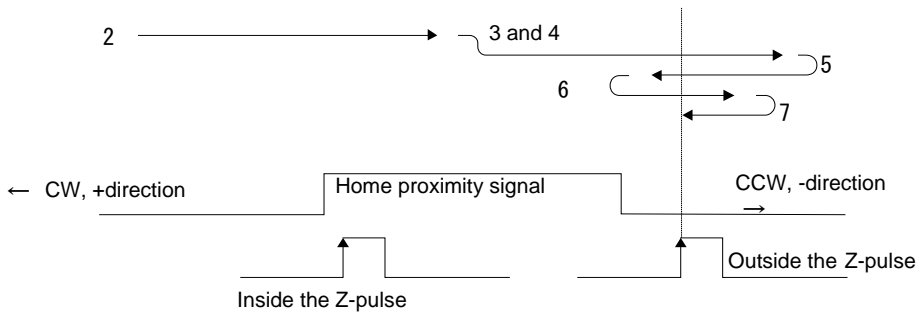 2
3 and 4
5
6
7
← CW, +direction
Home proximity signal
CCW, -direction
→
Outside the Z-pulse
Inside the Z-pulse